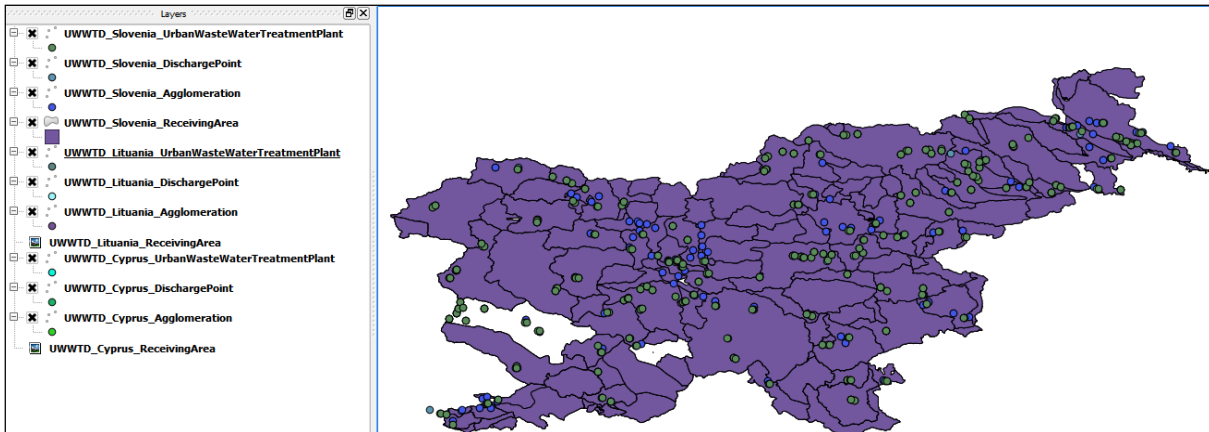 Layers
UWWTD_Slovenia_UrbanWasteWaterTreatmentPlant
UWWTD_Slovenia_DischargePoint
UWWTD_Slovenia_Agglomeration
UWWTD_Slovenia_ReceivingArea
UWWTD_Lituania_UrbanWasteWaterTreatmentPlant
UWWTD_Lituania_DischargePoint
UWWTD_Lituania_Agglomeration
UWWTD_Lituania_ReceivingArea
UWWTD_Cyprus_UrbanWasteWaterTreatmentPlant
UWWTD_Cyprus_DischargePoint
UWWTD_Cyprus_Agglomeration
UWWTD_Cyprus_ReceivingArea